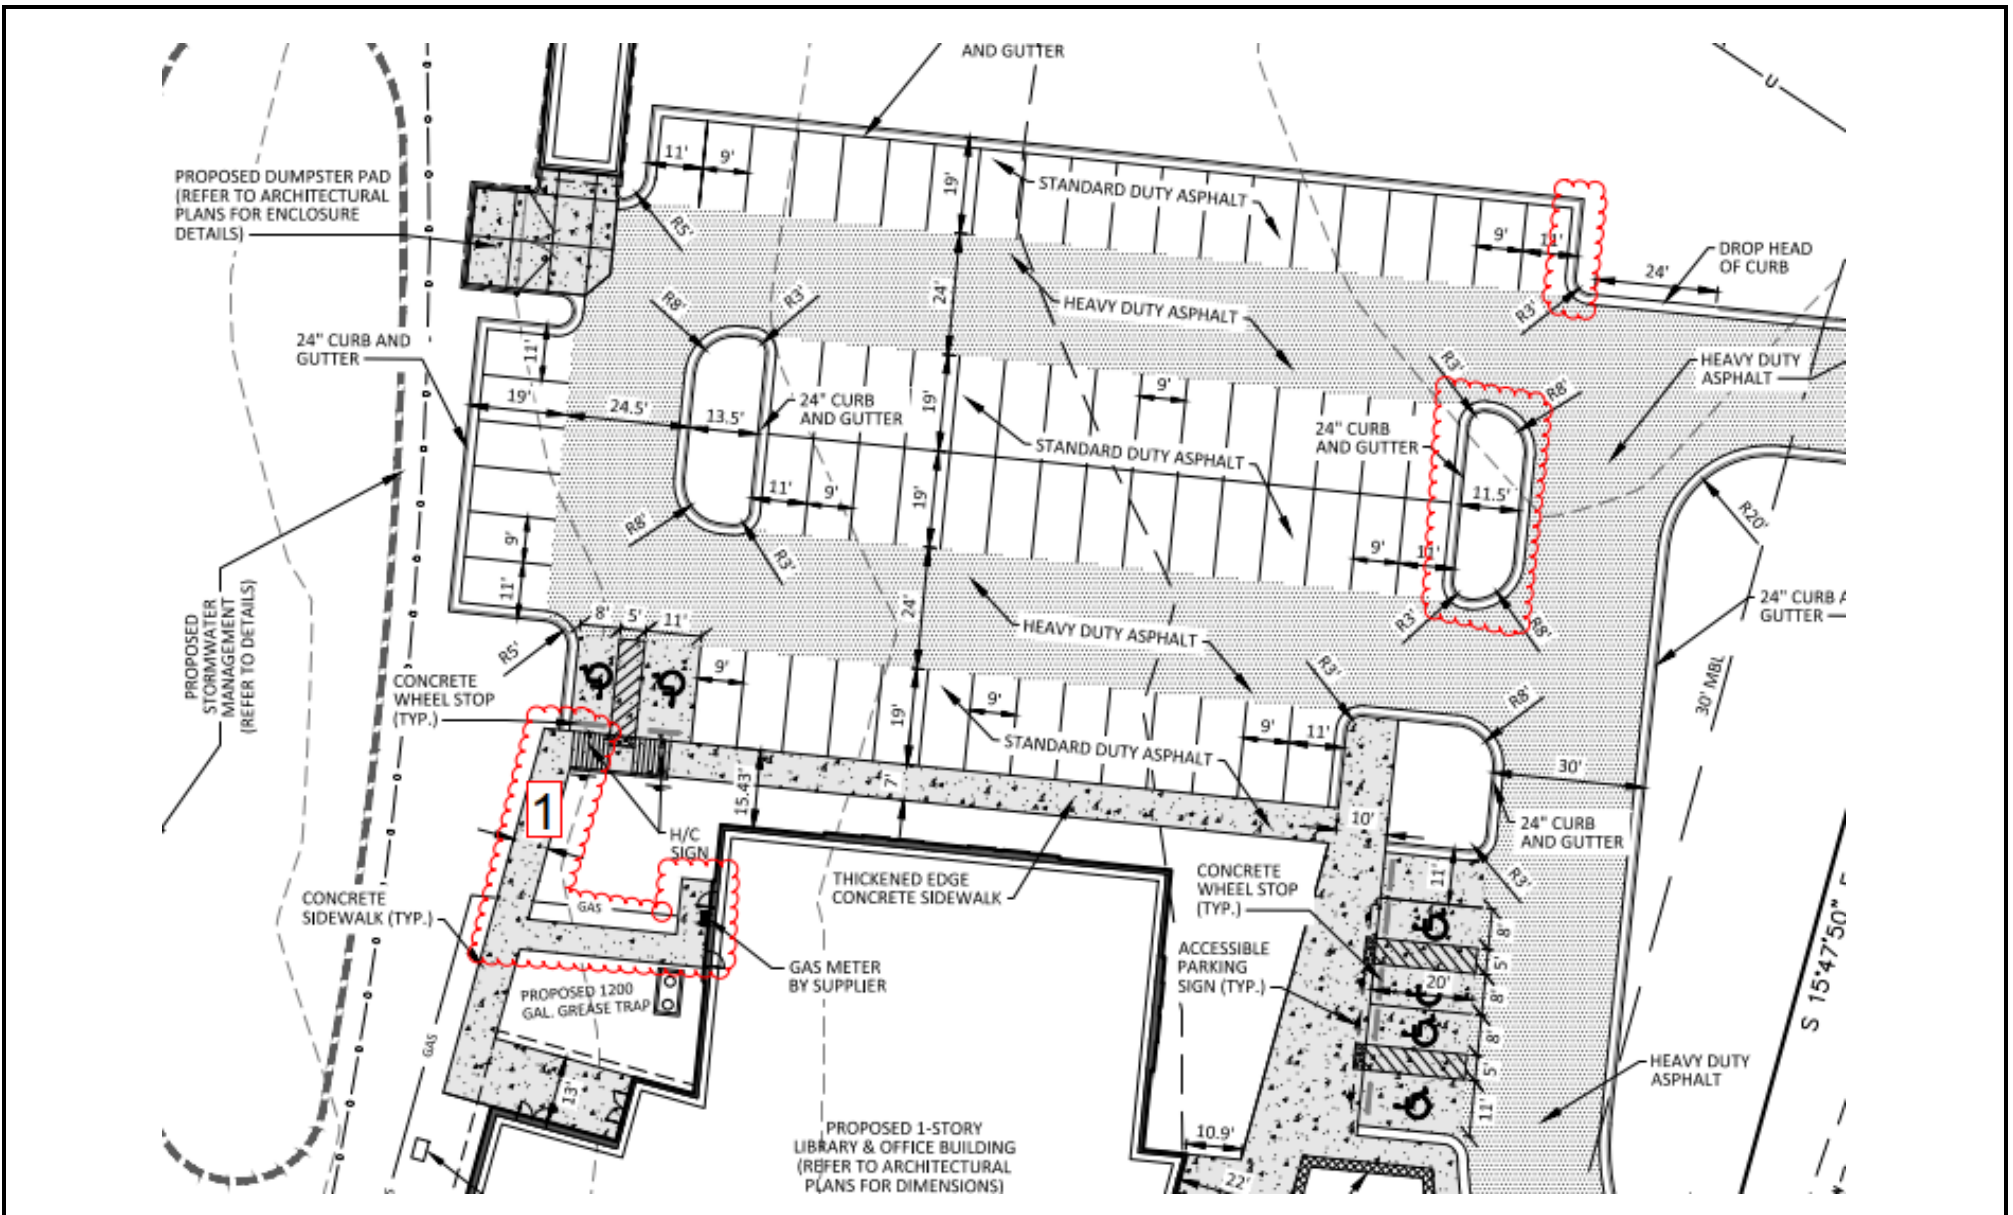 AND GUTTER
U
PROPOSED DUMPSTER PAD
(REFER TO ARCHITECTURAL
PLANS FOR ENCLOSURE
DETAILS)
11'
9'
19'
STANDARD DUTY ASPHALT
R5'
9'
11'
DROP HEAD
OF CURB
24'
R3'
24'
HEAVY DUTY ASPHALT
R8'
R3'
24" CURB AND
GUTTER
11'
19'
24.5'
13.5'
24" CURB
AND GUTTER
19'
9'
STANDARD DUTY ASPHALT
R3'
R8'
24" CURB
AND GUTTER
11.5'
HEAVY DUTY
ASPHALT
R20'
11'
9'
19'
9'
11'
R8'
R3'
R3'
R8'
9'
11'
24" CURB A
GUTTER
PROPOSED
STORMWATER
MANAGEMENT
(REFER TO DETAILS)
R5'
8'
5'
11'
24'
HEAVY DUTY ASPHALT
30' MBL
CONCRETE
WHEEL STOP
(TYP.)
9'
19'
9'
STANDARD DUTY ASPHALT
9'
11'
R3'
R8'
30'
1
15.43'
7'
10'
24" CURB
AND GUTTER
R3'
H/C
SIGN
THICKENED EDGE
CONCRETE SIDEWALK
CONCRETE
WHEEL STOP
(TYP.)
11'
CONCRETE
SIDEWALK (TYP.)
GAS
GAS METER
BY SUPPLIER
PROPOSED 1200
GAL. GREASE TRAP
GAS
ACCESSIBLE
PARKING
SIGN (TYP.)
8'
5'
20'
8'
8'
5'
11'
S 15°47'50" E
HEAVY DUTY
ASPHALT
13'
PROPOSED 1-STORY
LIBRARY & OFFICE BUILDING
(REFER TO ARCHITECTURAL
PLANS FOR DIMENSIONS)
10.9'
22'